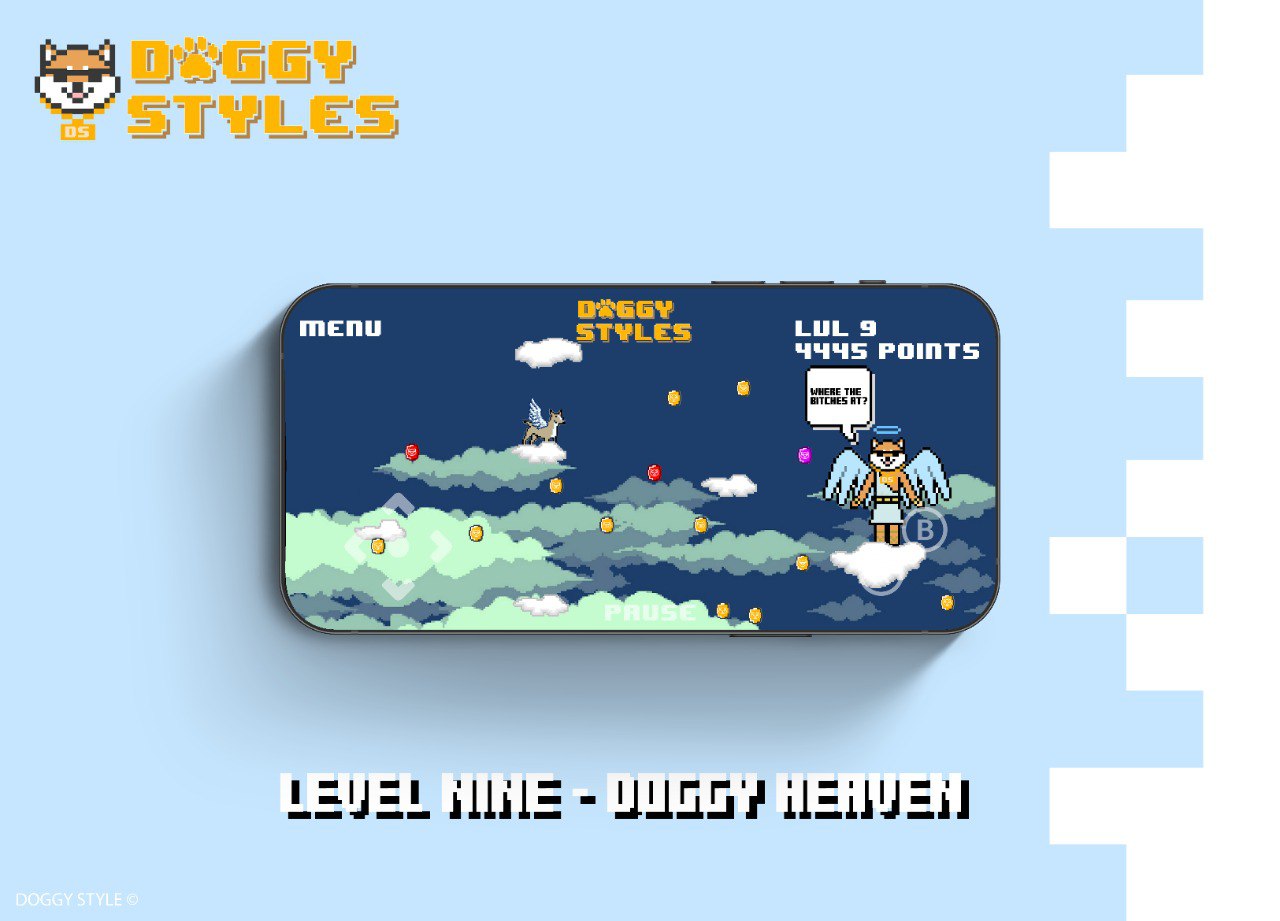 DOGGY
STYLES
DS
MENU
DOGGY
STYLES
LVL 9
4445 POINTS
WHERE THE
BITCHES AT?
DS
B
PAUSE
LEVEL NINE - DOGGY HEAVEN
DOGGY STYLE ©